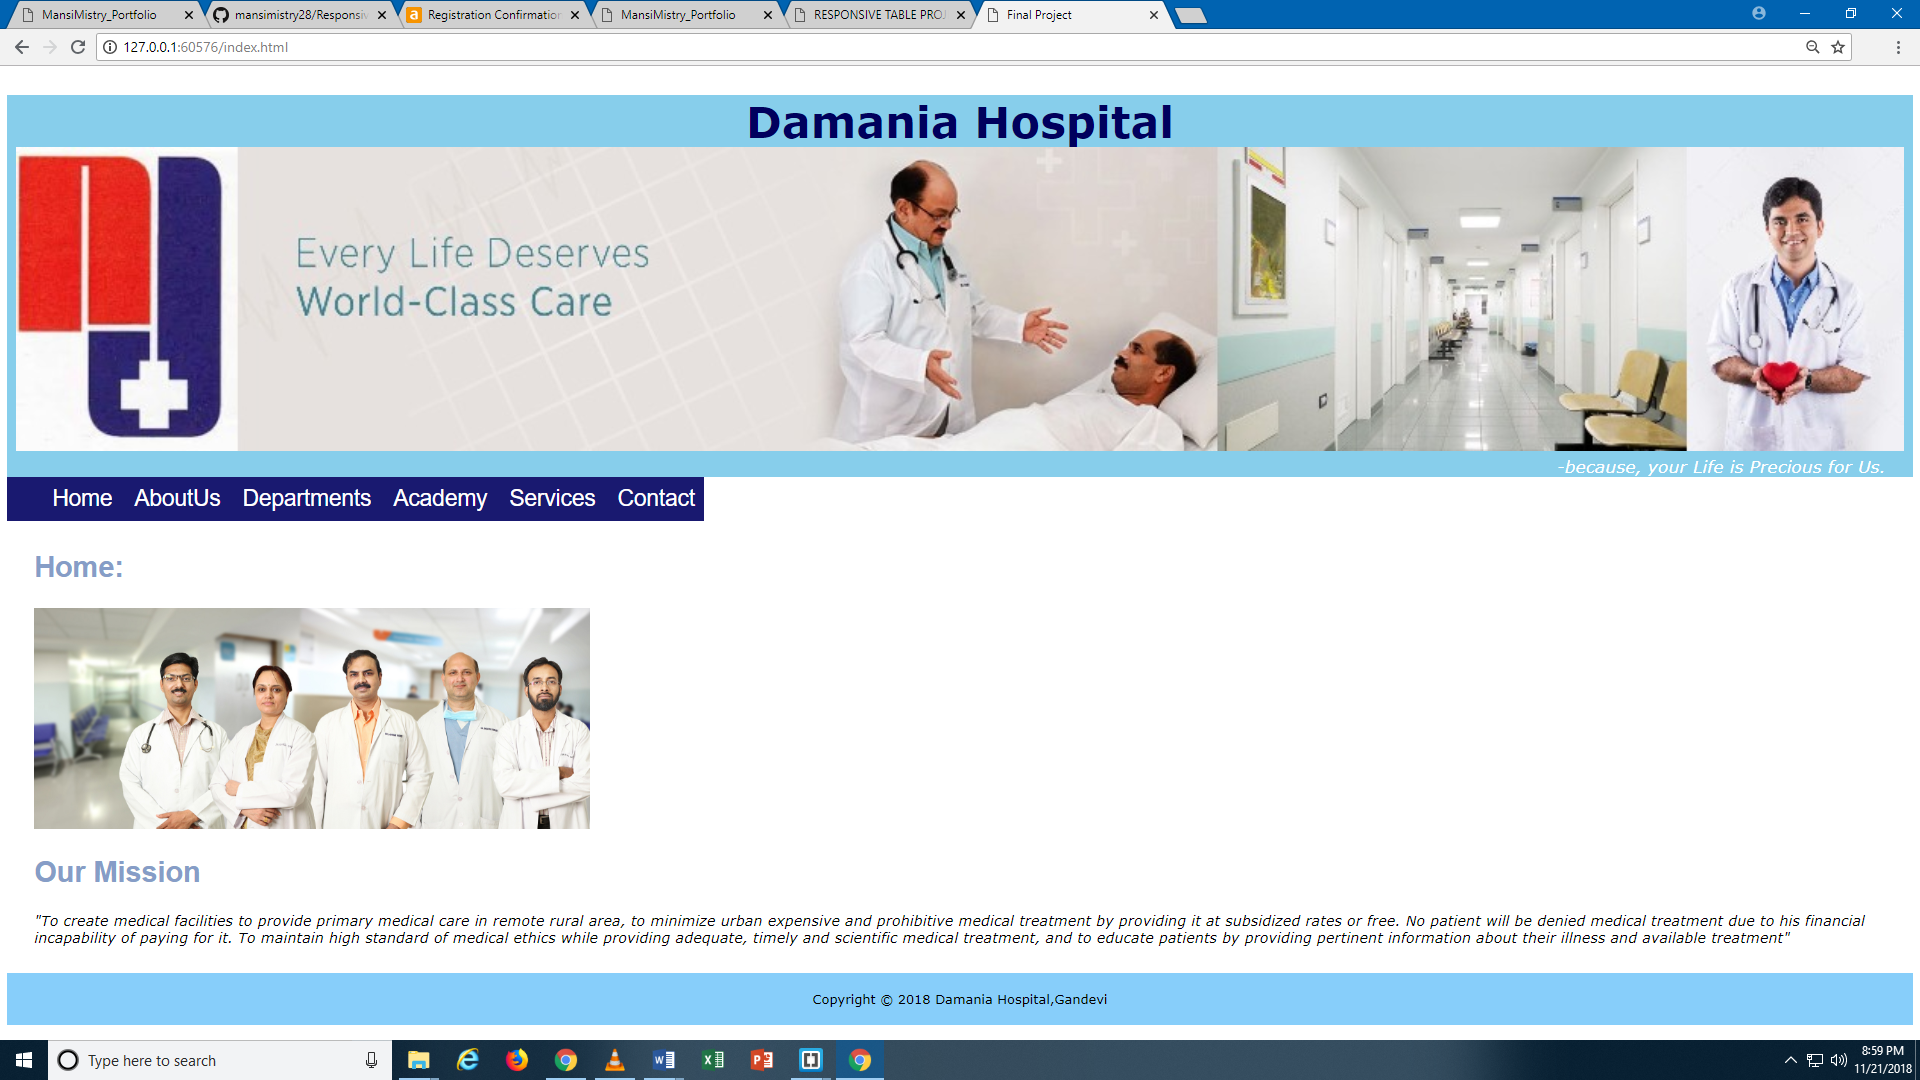 MansiMistry_Portfolio
mansimistry28/Responsiv
Registration Confirmation
MansiMistry_Portfolio
RESPONSIVE TABLE PROJ
Final Project
127.0.0.1:60576/index.html
Damania Hospital
Every Life Deserves
World-Class Care
-because, your Life is Precious for Us.
Home AboutUs Departments Academy Services Contact
Home:
Our Mission
"To create medical facilities to provide primary medical care in remote rural area, to minimize urban expensive and prohibitive medical treatment by providing it at subsidized rates or free. No patient will be denied medical treatment due to his financial
incapability of paying for it. To maintain high standard of medical ethics while providing adequate, timely and scientific medical treatment, and to educate patients by providing pertinent information about their illness and available treatment"
Copyright © 2018 Damania Hospital,Gandevi
Type here to search
8:59 PM
11/21/2018